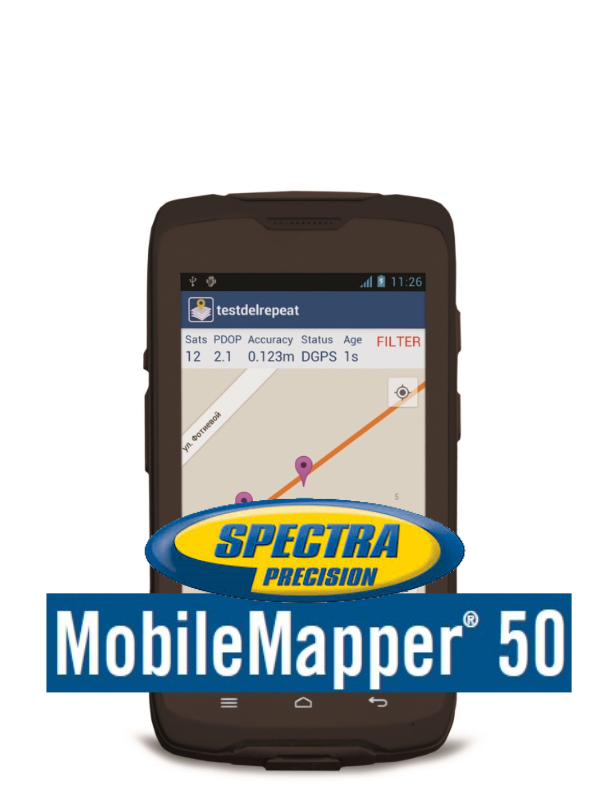 11:26
testdelrepeat
Sats PDOP Accuracy Status Age FILTER
12 2.1 0.123m DGPS 1s
ул. Фотиевой
S
SPECTRA
PRECISION
MobileMapper® 50